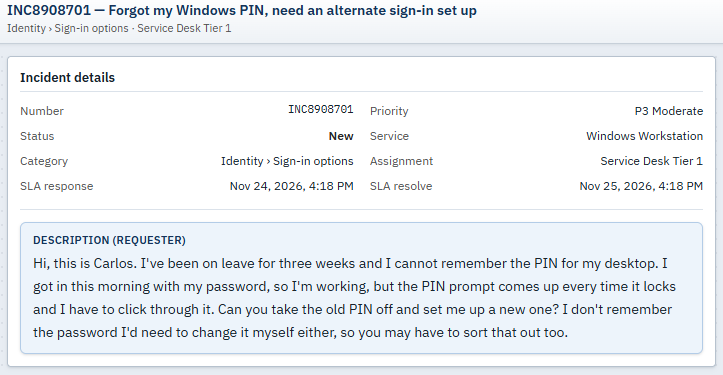 INC8908701 — Forgot my Windows PIN, need an alternate sign-in set up
Identity › Sign-in options · Service Desk Tier 1
Incident details
Number INC8908701 Priority P3 Moderate
Status New Service Windows Workstation
Category Identity › Sign-in options Assignment Service Desk Tier 1
SLA response Nov 24, 2026, 4:18 PM SLA resolve Nov 25, 2026, 4:18 PM
DESCRIPTION (REQUESTER)
Hi, this is Carlos. I've been on leave for three weeks and I cannot remember the PIN for my desktop. I
got in this morning with my password, so I'm working, but the PIN prompt comes up every time it locks
and I have to click through it. Can you take the old PIN off and set me up a new one? I don't remember
the password I'd need to change it myself either, so you may have to sort that out too.